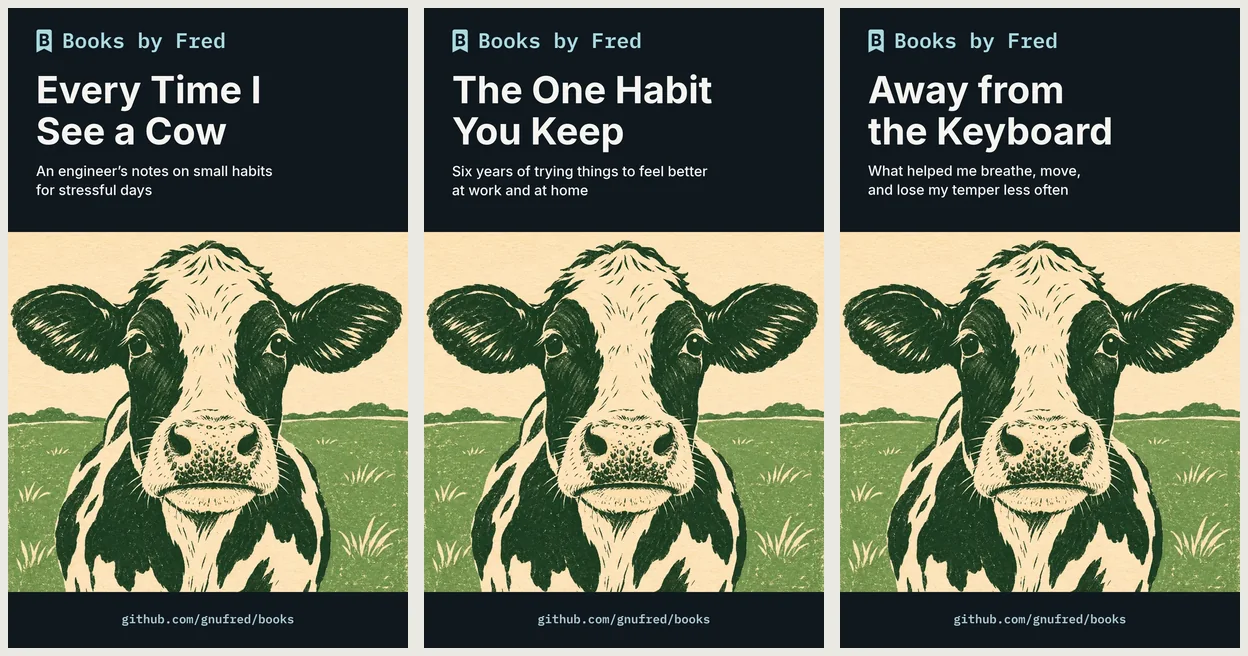 B Books by Fred
Every Time I
See a Cow
An engineer’s notes on small habits
for stressful days
github.com/gnufred/books
B Books by Fred
The One Habit
You Keep
Six years of trying things to feel better
at work and at home
github.com/gnufred/books
B Books by Fred
Away from
the Keyboard
What helped me breathe, move,
and lose my temper less often
github.com/gnufred/books